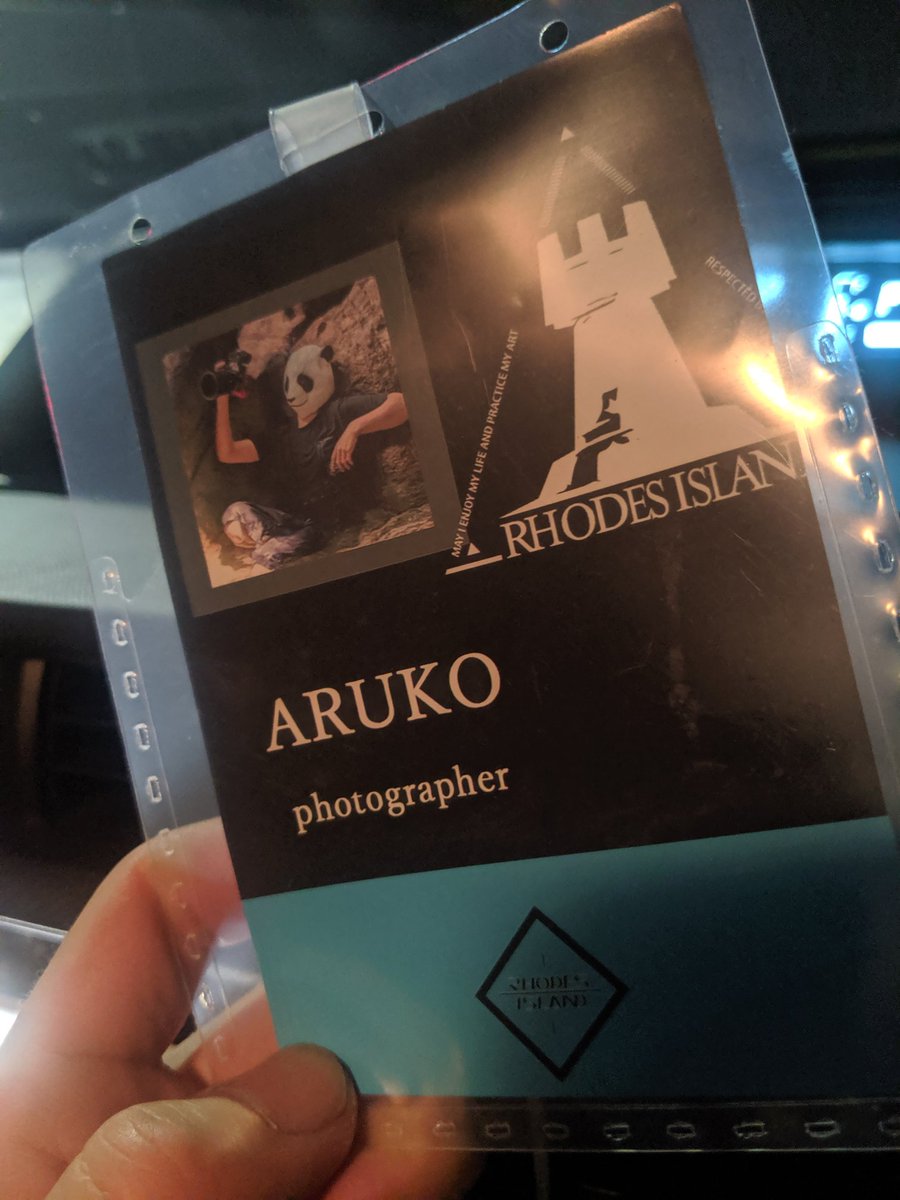 RESPECTED
MAY I ENJOY MY LIFE AND PRACTICE MY ART
RHODES ISLAN
ARUKO
photographer
RHODES
ISLAND